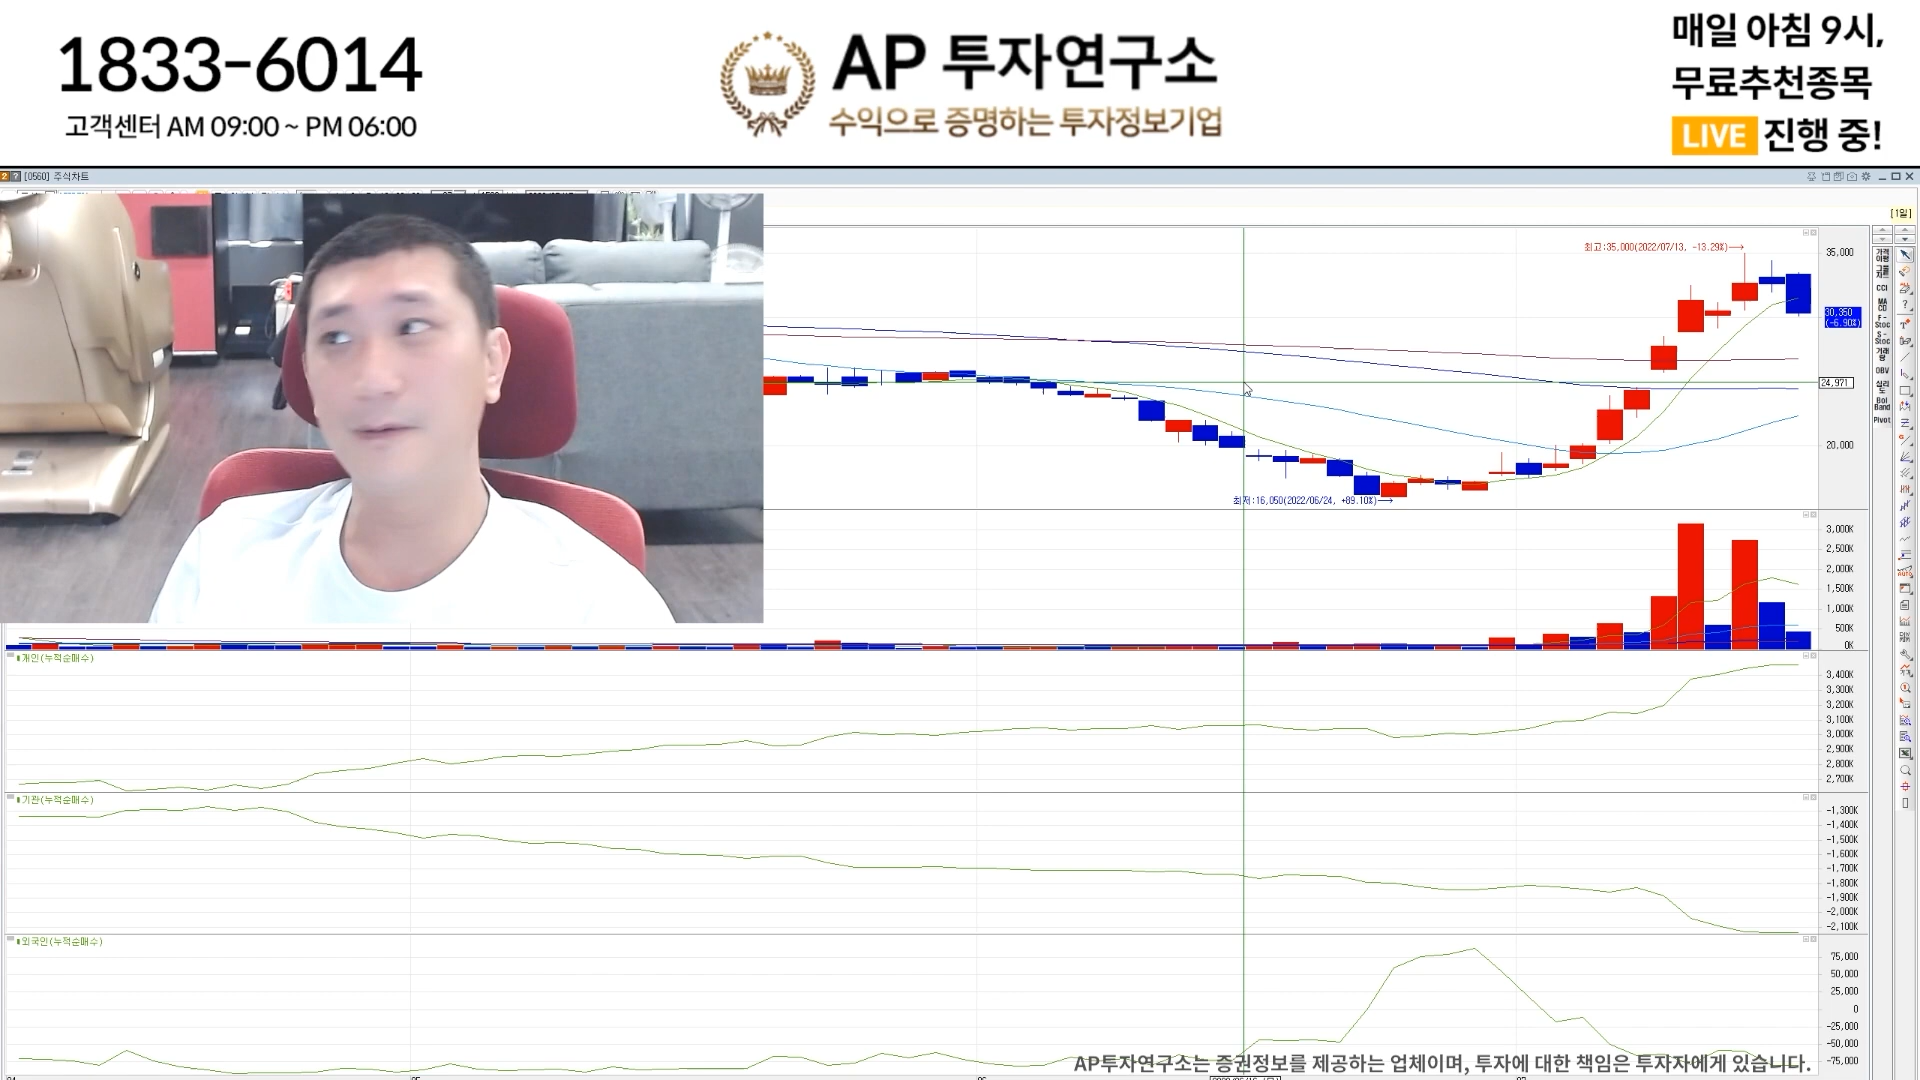 1833-6014
고객센터 AM 09:00 ~ PM 06:00
AP 투자연구소
수익으로 증명하는 투자정보기업
매일 아침 9시,
무료추천종목
LIVE 진행 중!
[0560] 주식차트
[1일]
최고:35,000(2022/07/13, -13.29%)
35,000
30,350
(-6.90%)
24,971
20,000
최저:16,050(2022/06/24, +89.10%)
3,000K
2,500K
2,000K
1,500K
1,000K
500K
0K
개인(누적순매수)
3,400K
3,300K
3,200K
3,100K
3,000K
2,900K
2,800K
2,700K
기관(누적순매수)
-1,300K
-1,400K
-1,500K
-1,600K
-1,700K
-1,800K
-1,900K
-2,000K
-2,100K
외국인(누적순매수)
75,000
50,000
25,000
0
-25,000
-50,000
-75,000
CCI
OBV
Pivot
AP투자연구소는 증권정보를 제공하는 업체이며, 투자에 대한 책임은 투자자에게 있습니다.